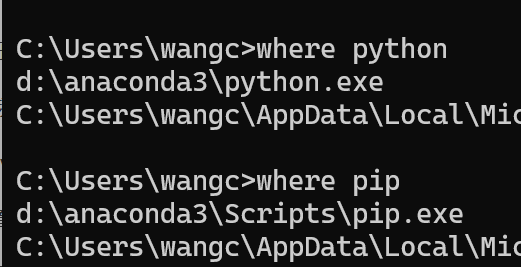 C:\Users\wangc>where python
d:\anaconda3\python.exe
C:\Users\wangc\AppData\Local\Mic
C:\Users\wangc>where pip
d:\anaconda3\Scripts\pip.exe
C:\Users\wangc\AppData\Local\Mic